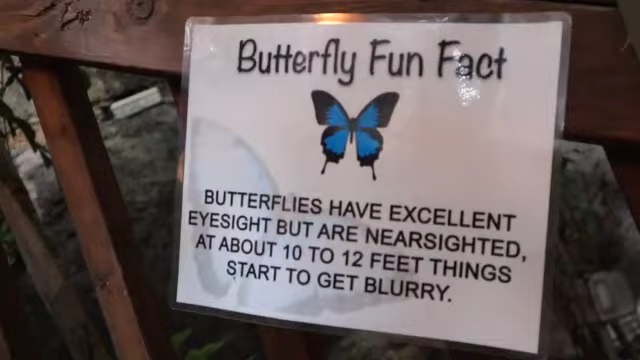 Butterfly Fun Fact
BUTTERFLIES HAVE EXCELLENT
EYESIGHT BUT ARE NEARSIGHTED,
AT ABOUT 10 TO 12 FEET THINGS
START TO GET BLURRY.